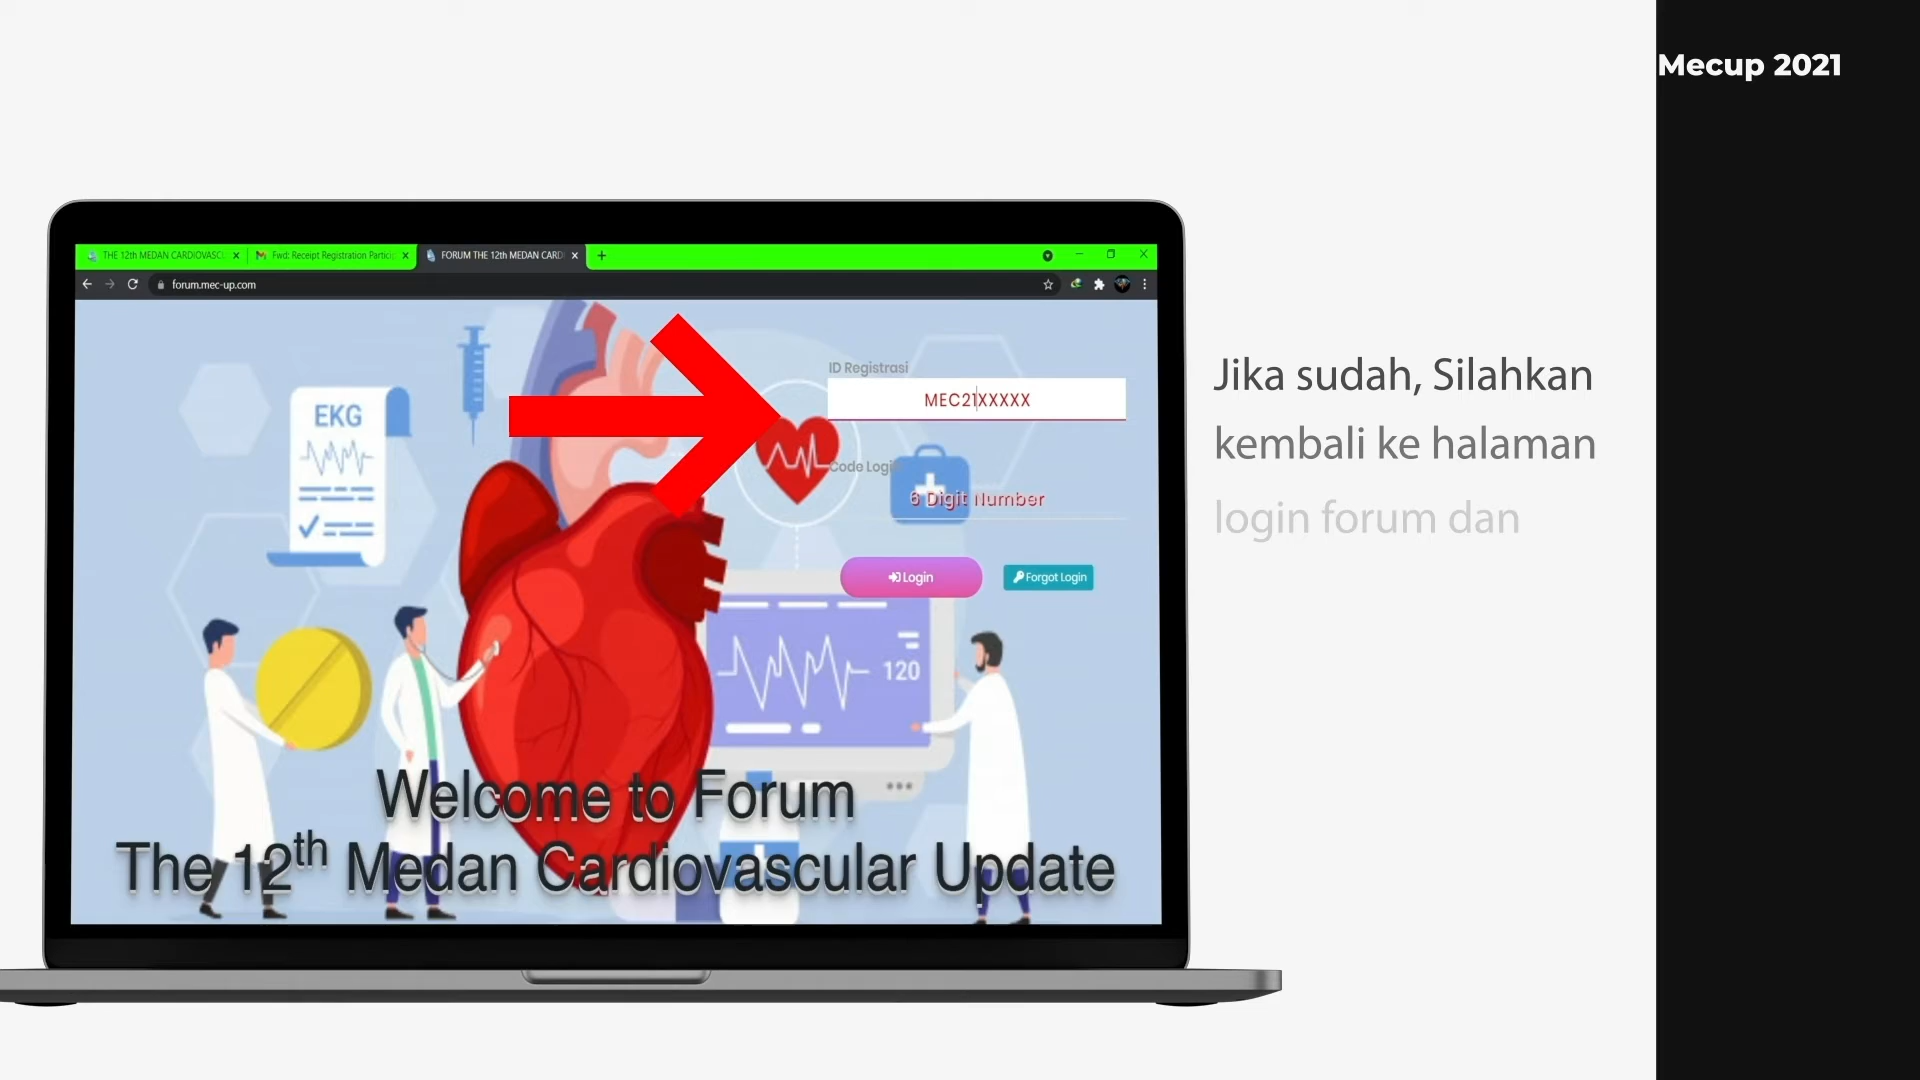 Mecup 2021
THE 12th MEDAN CARDIOVASCU
Fwd: Receipt Registration Particip
FORUM THE 12th MEDAN CARD
forum.mec-up.com
ID Registrasi
MEC21XXXXX
Code Login
6 Digit Number
Login
Forgot Login
EKG
120
Welcome to Forum
The 12th Medan Cardiovascular Update
Jika sudah, Silahkan
kembali ke halaman
login forum dan